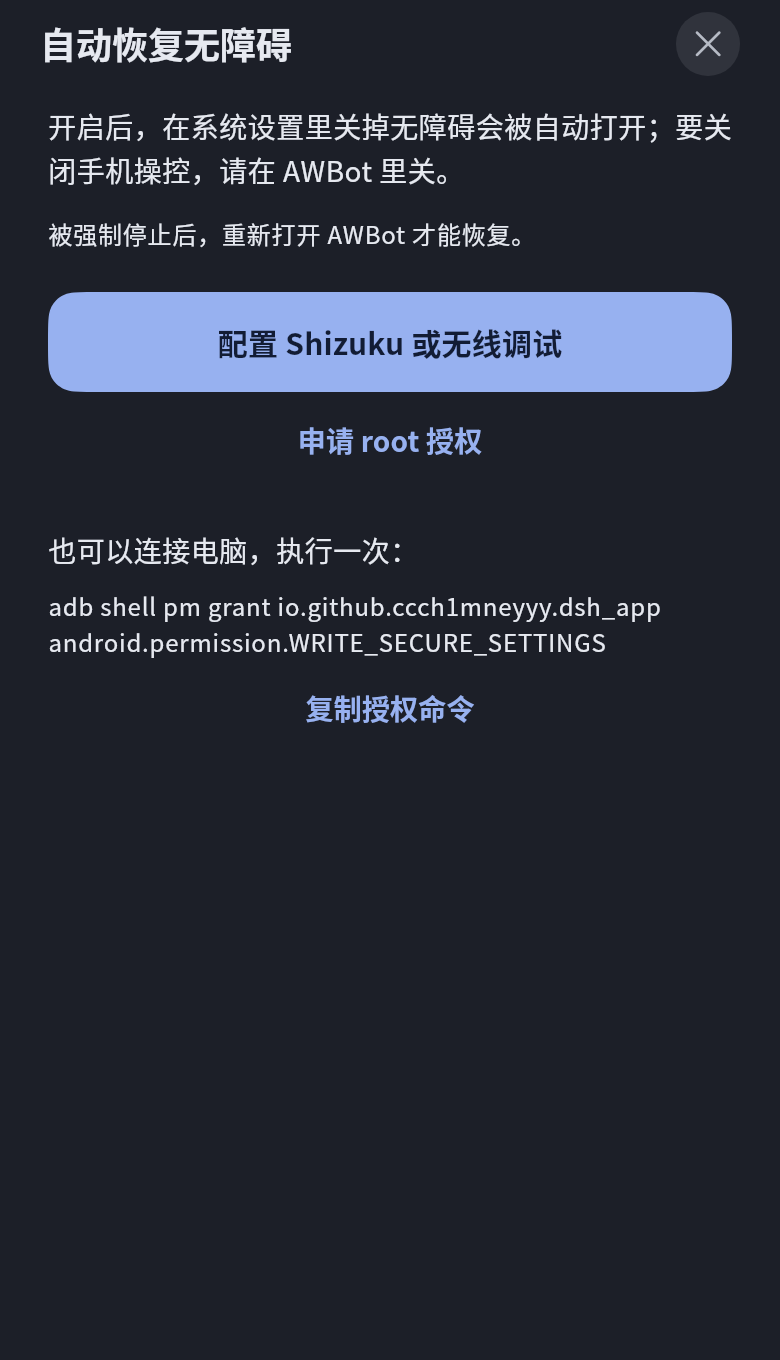 自动恢复无障碍
开启后，在系统设置里关掉无障碍会被自动打开；要关
闭手机操控，请在 AWBot 里关。
被强制停止后，重新打开 AWBot 才能恢复。
配置 Shizuku 或无线调试
申请 root 授权
也可以连接电脑，执行一次：
adb shell pm grant io.github.ccch1mneyyy.dsh_app
android.permission.WRITE_SECURE_SETTINGS
复制授权命令